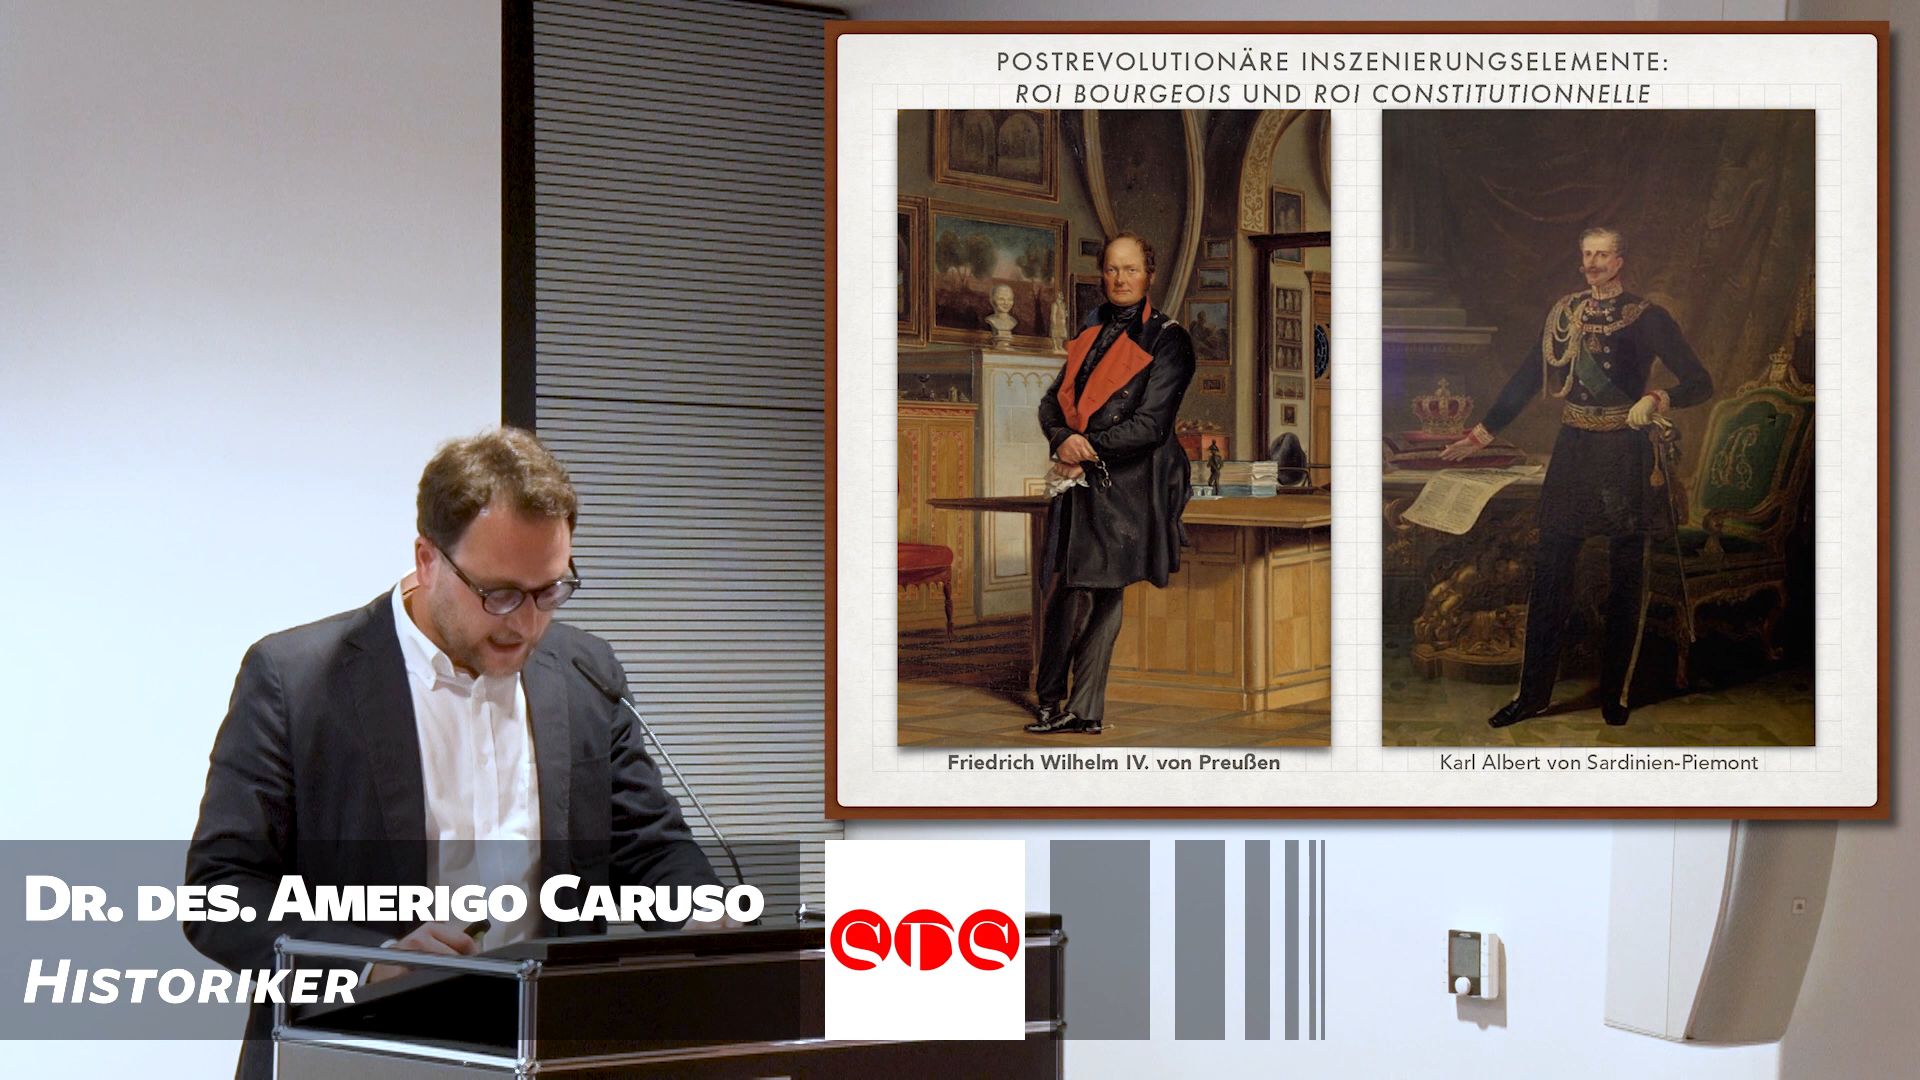 POSTREVOLUTIONÄRE INSZENIERUNGSELEMENTE:
ROI BOURGEOIS UND ROI CONSTITUTIONNELLE
Friedrich Wilhelm IV. von Preußen
Karl Albert von Sardinien-Piemont
DR. DES. AMERIGO CARUSO
HISTORIKER
STS